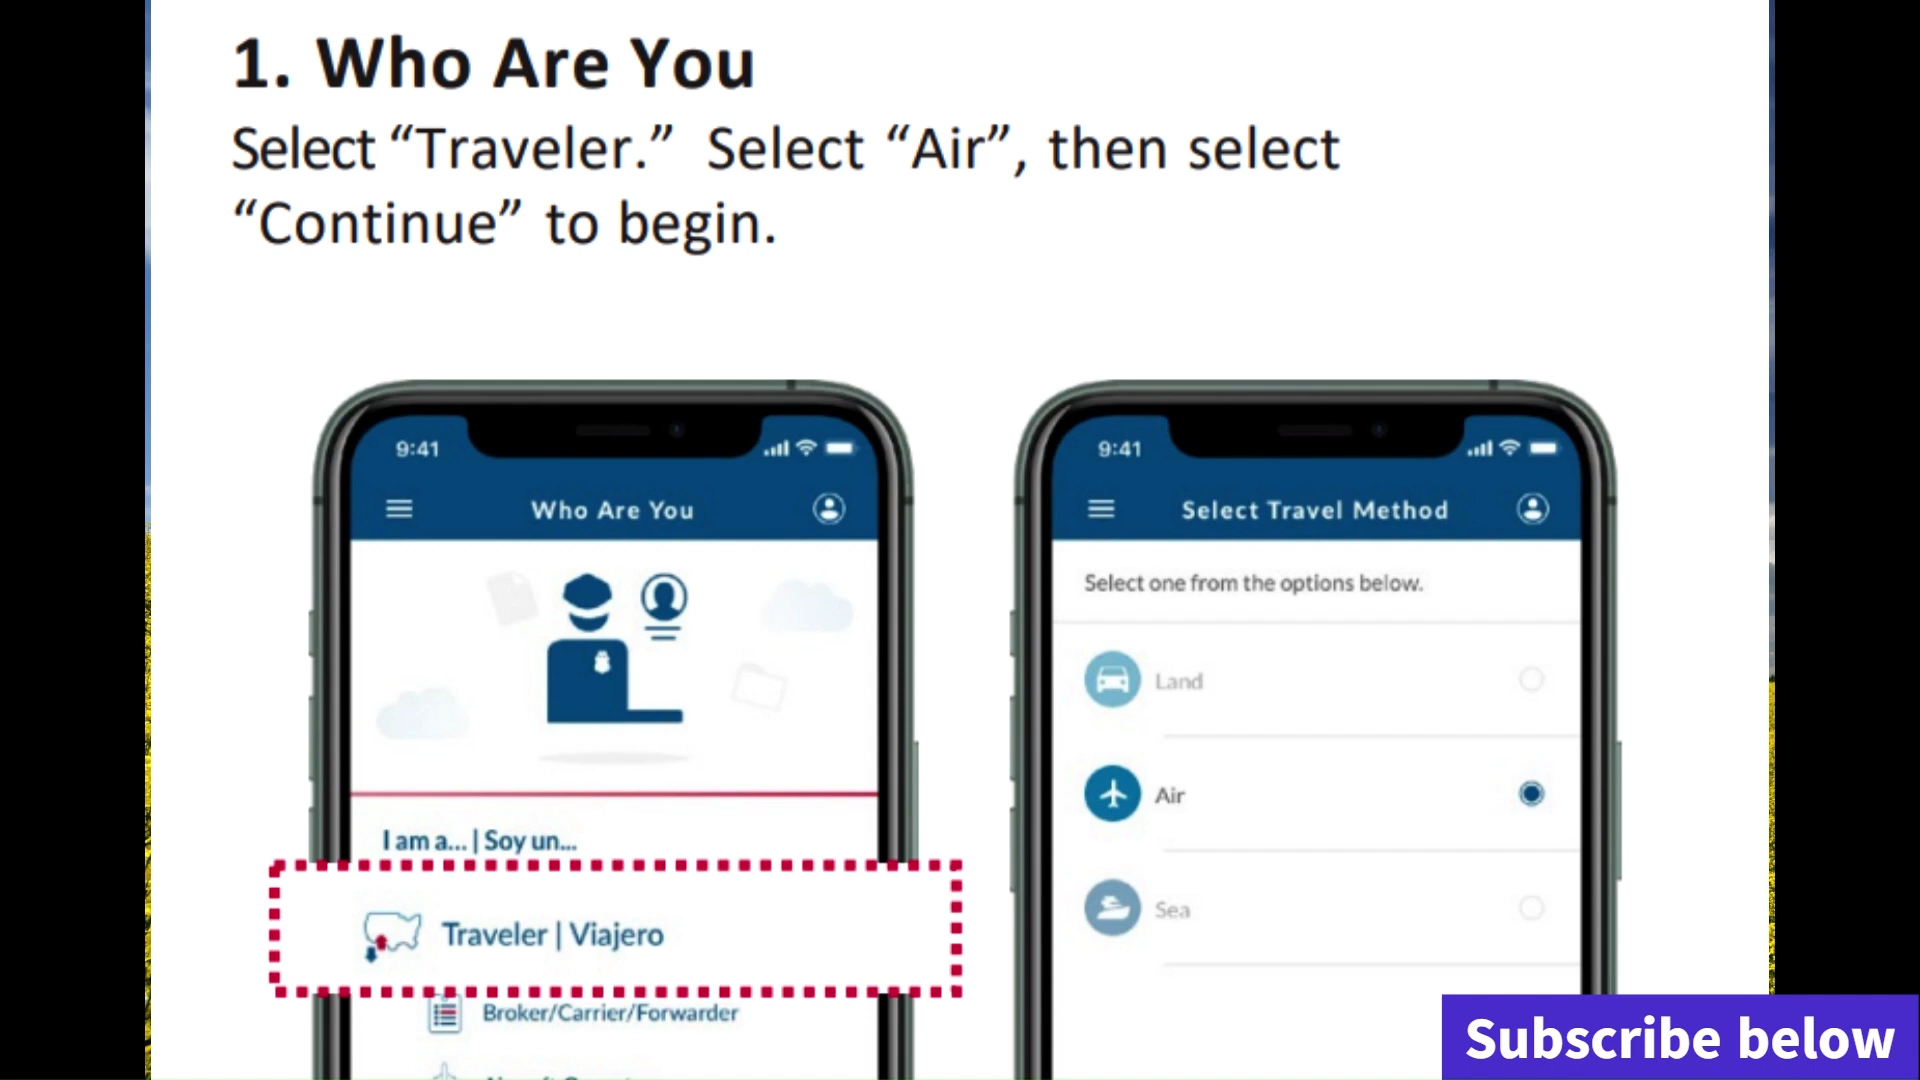 1. Who Are You
Select “Traveler.” Select “Air”, then select
“Continue” to begin.
9:41
Who Are You
I am a... | Soy un...
Traveler | Viajero
Broker/Carrier/Forwarder
9:41
Select Travel Method
Select one from the options below.
Land
Air
Sea
Subscribe below